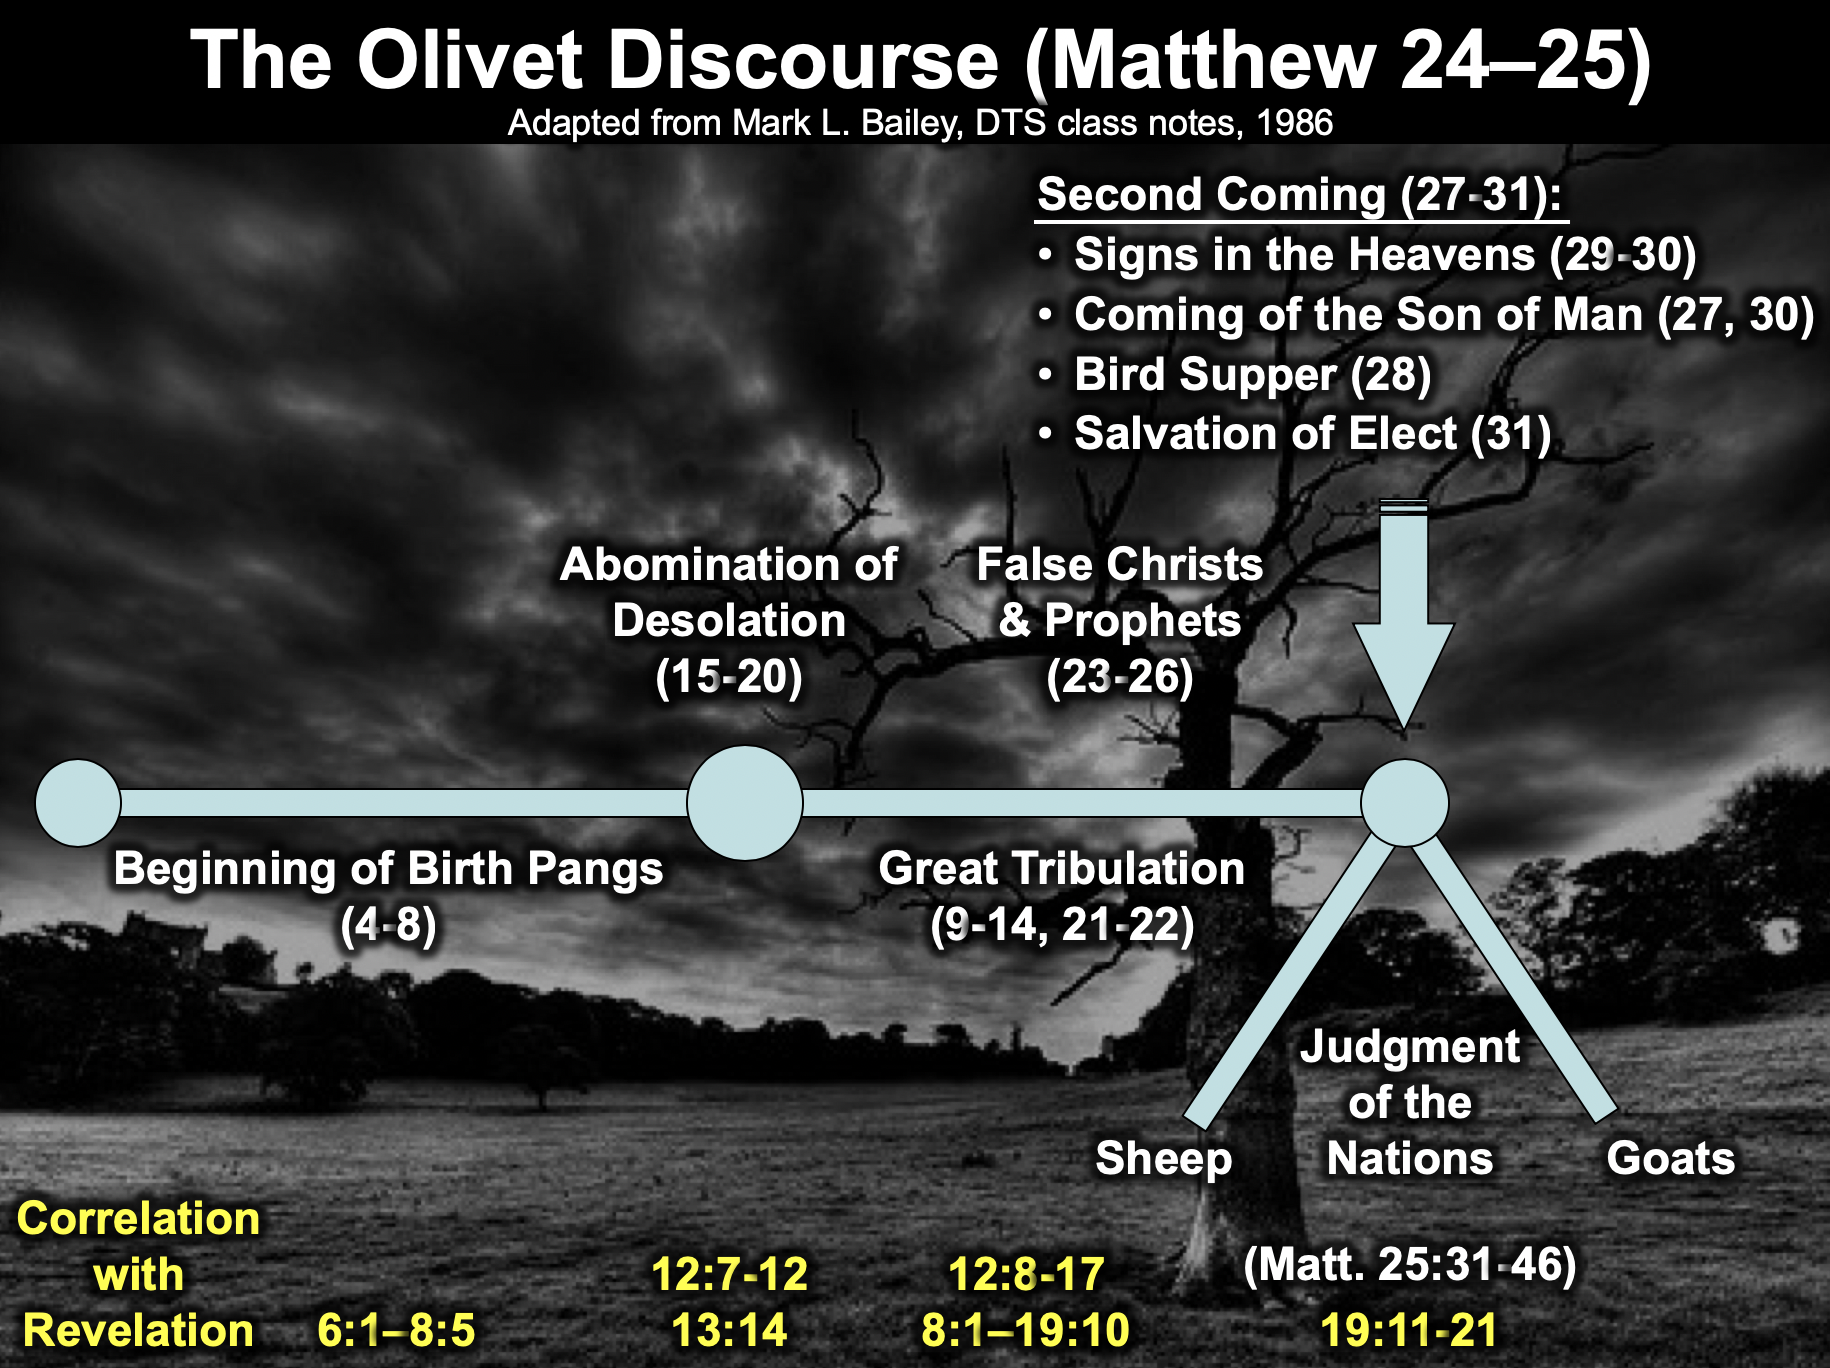 The Olivet Discourse (Matthew 24–25)
Adapted from Mark L. Bailey, DTS class notes, 1986
Second Coming (27-31):
• Signs in the Heavens (29-30)
• Coming of the Son of Man (27, 30)
• Bird Supper (28)
• Salvation of Elect (31)
Abomination of
Desolation
(15-20)
False Christs
& Prophets
(23-26)
Beginning of Birth Pangs
(4-8)
Great Tribulation
(9-14, 21-22)
Judgment
of the
Nations
Sheep
Goats
(Matt. 25:31-46)
Correlation
with
Revelation
6:1–8:5
12:7-12
13:14
12:8-17
8:1–19:10
19:11-21